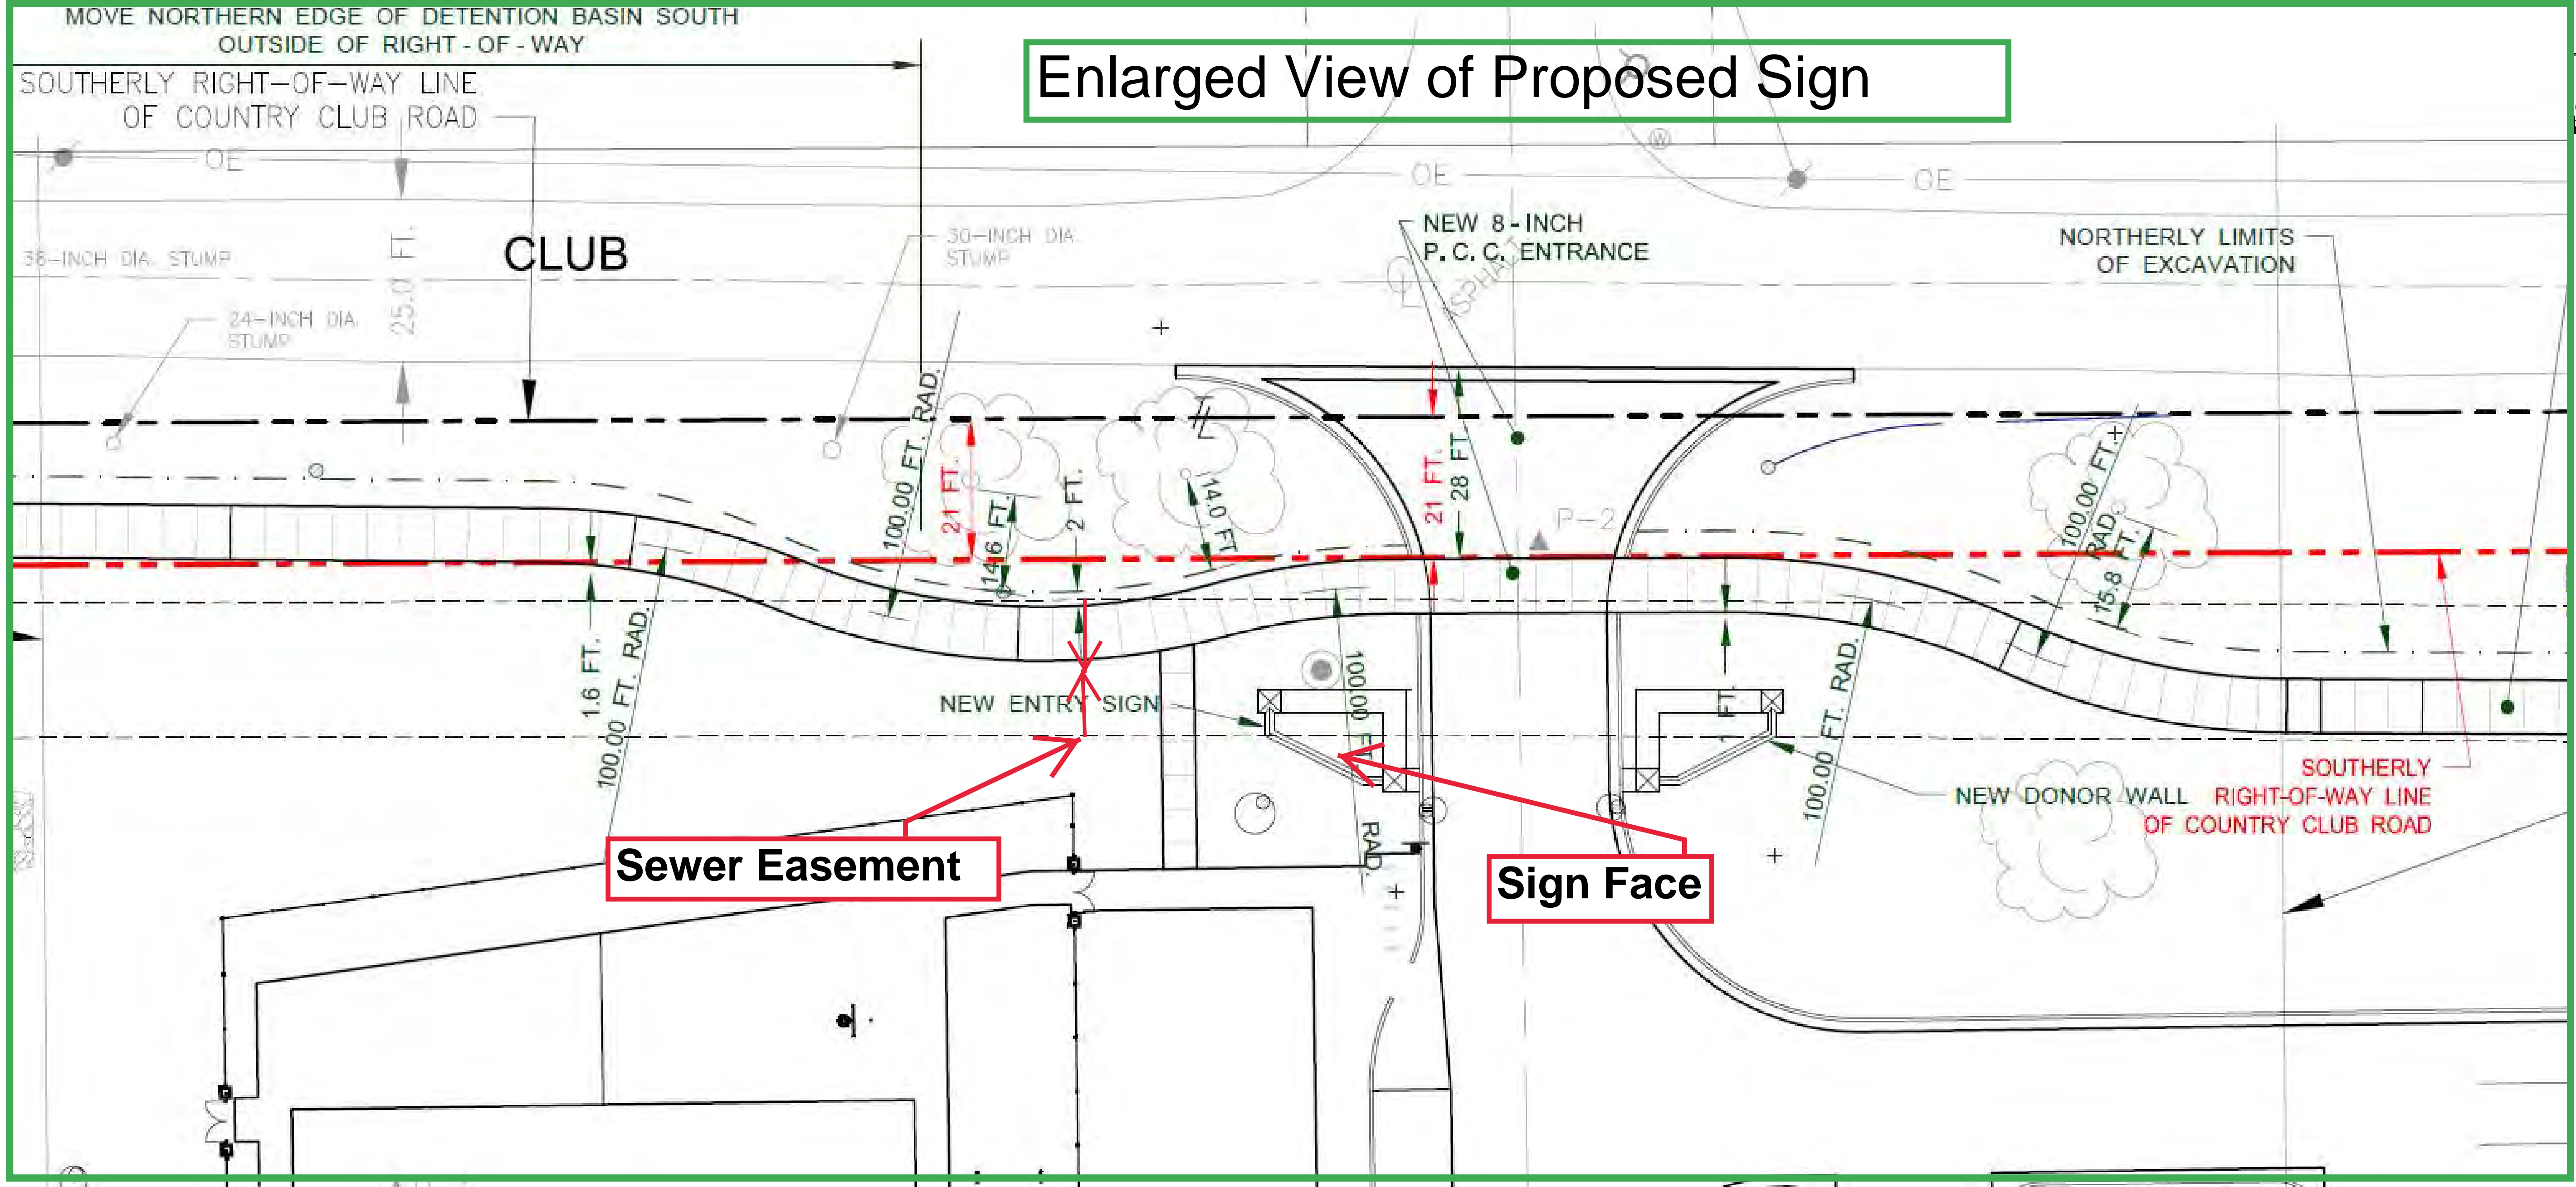 MOVE NORTHERN EDGE OF DETENTION BASIN SOUTH
OUTSIDE OF RIGHT - OF - WAY
SOUTHERLY RIGHT-OF-WAY LINE
OF COUNTRY CLUB ROAD
Enlarged View of Proposed Sign
OE
OE
OE
W
36-INCH DIA. STUMP
25.0 FT.
CLUB
30-INCH DIA.
STUMP
24-INCH DIA.
STUMP
NEW 8 - INCH
P. C. C. ENTRANCE
ASPHALT
NORTHERLY LIMITS
OF EXCAVATION
100.00 FT. RAD.
21 FT.
14.6 FT.
2 FT.
14.0 FT
21 FT.
28 FT.
P-2
100.00 FT.
RAD.
15.8 FT.
1.6 FT.
100.00 FT. RAD.
NEW ENTRY SIGN
100.00 FT.
RAD.
1 FT.
100.00 FT. RAD.
NEW DONOR WALL
SOUTHERLY
RIGHT-OF-WAY LINE
OF COUNTRY CLUB ROAD
Sewer Easement
Sign Face